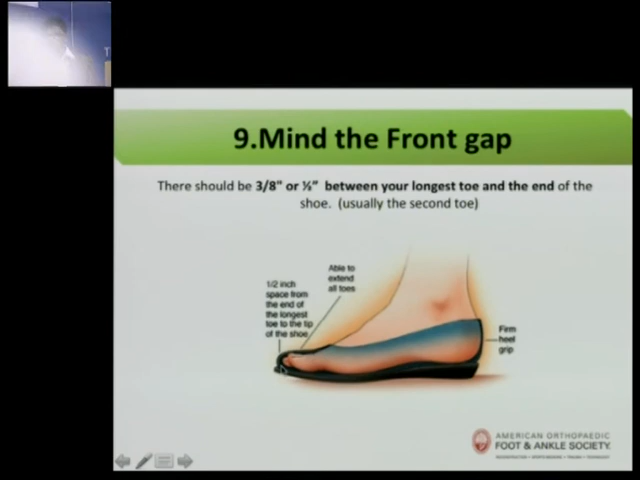 9.Mind the Front gap
There should be 3/8" or ½" between your longest toe and the end of the
shoe. (usually the second toe)
Able to
extend
all toes
1/2 inch
space from
the end of
the longest
toe to the tip
of the shoe
Firm
heel
grip
AMERICAN ORTHOPAEDIC
FOOT & ANKLE SOCIETY